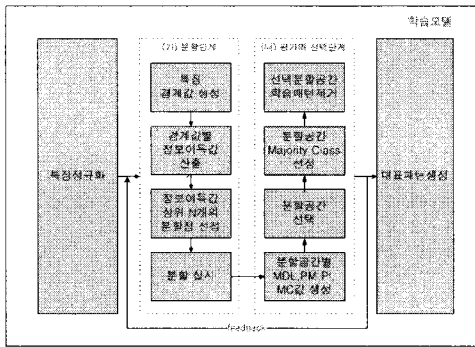 학습모델
(가) 분할단계
(나) 평가와 선택단계
특징정규화
특징
경계값 생성
경계값별
정보이득값
산출
정보이득값
상위 N개의
분할점 선정
분할 실시
선택분할공간
학습패턴제거
분할공간
Majority Class
선정
분할공간
선택
분할공간별
MDL,PM,PI,
MC값 생성
대표패턴생성
feedback